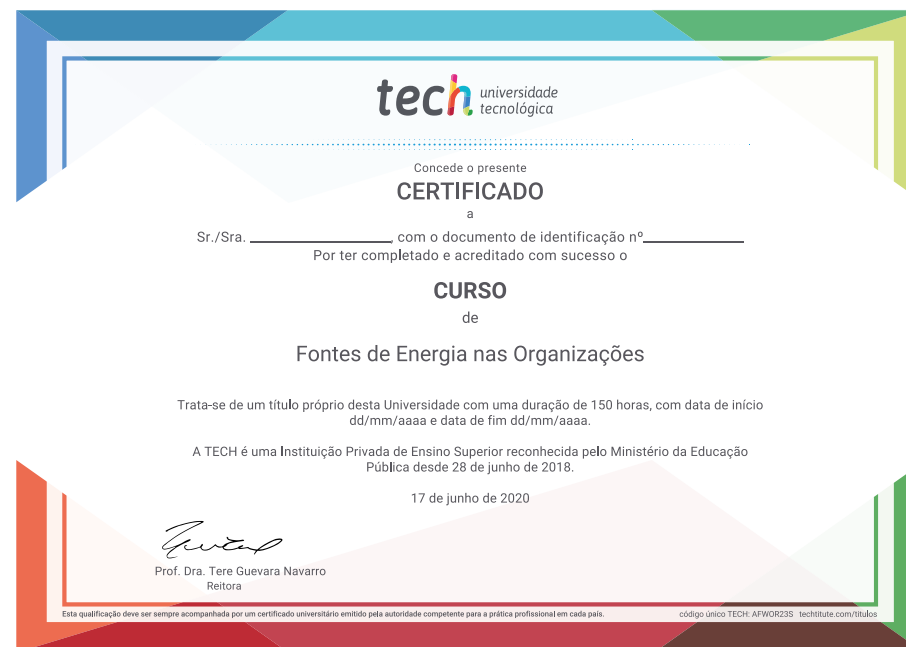 tech universidade
tecnológica
Concede o presente
CERTIFICADO
a
Sr./Sra. ____________________, com o documento de identificação nº______________
Por ter completado e acreditado com sucesso o
CURSO
de
Fontes de Energia nas Organizações
Trata-se de um título próprio desta Universidade com uma duração de 150 horas, com data de início
dd/mm/aaaa e data de fim dd/mm/aaaa.
A TECH é uma Instituição Privada de Ensino Superior reconhecida pelo Ministério da Educação
Pública desde 28 de junho de 2018.
17 de junho de 2020
Prof. Dra. Tere Guevara Navarro
Reitora
Esta qualificação deve ser sempre acompanhada por um certificado universitário emitido pela autoridade competente para a prática profissional em cada país.
código único TECH: AFWOR23S techtitute.com/titulos